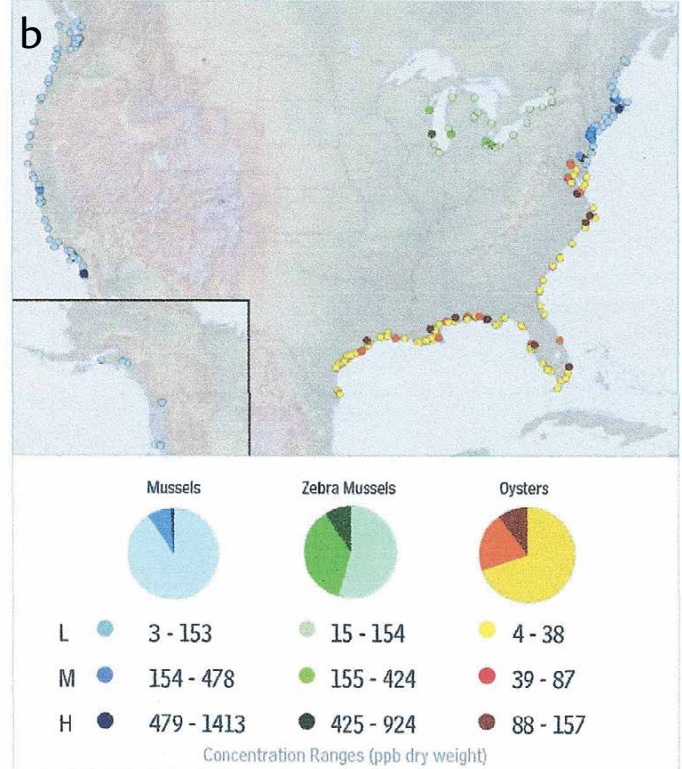 b
Mussels Zebra Mussels Oysters
L 3 - 153 15 - 154 4 - 38
M 154 - 478 155 - 424 39 - 87
H 479 - 1413 425 - 924 88 - 157
Concentration Ranges (ppb dry weight)